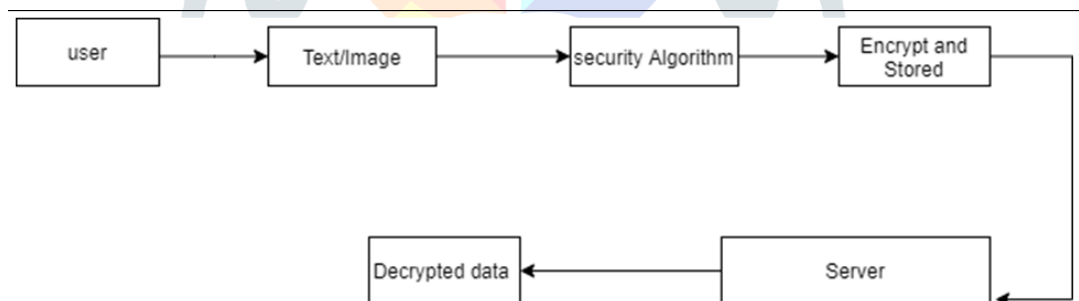 user
Text/Image
security Algorithm
Encrypt and
Stored
Decrypted data
Server